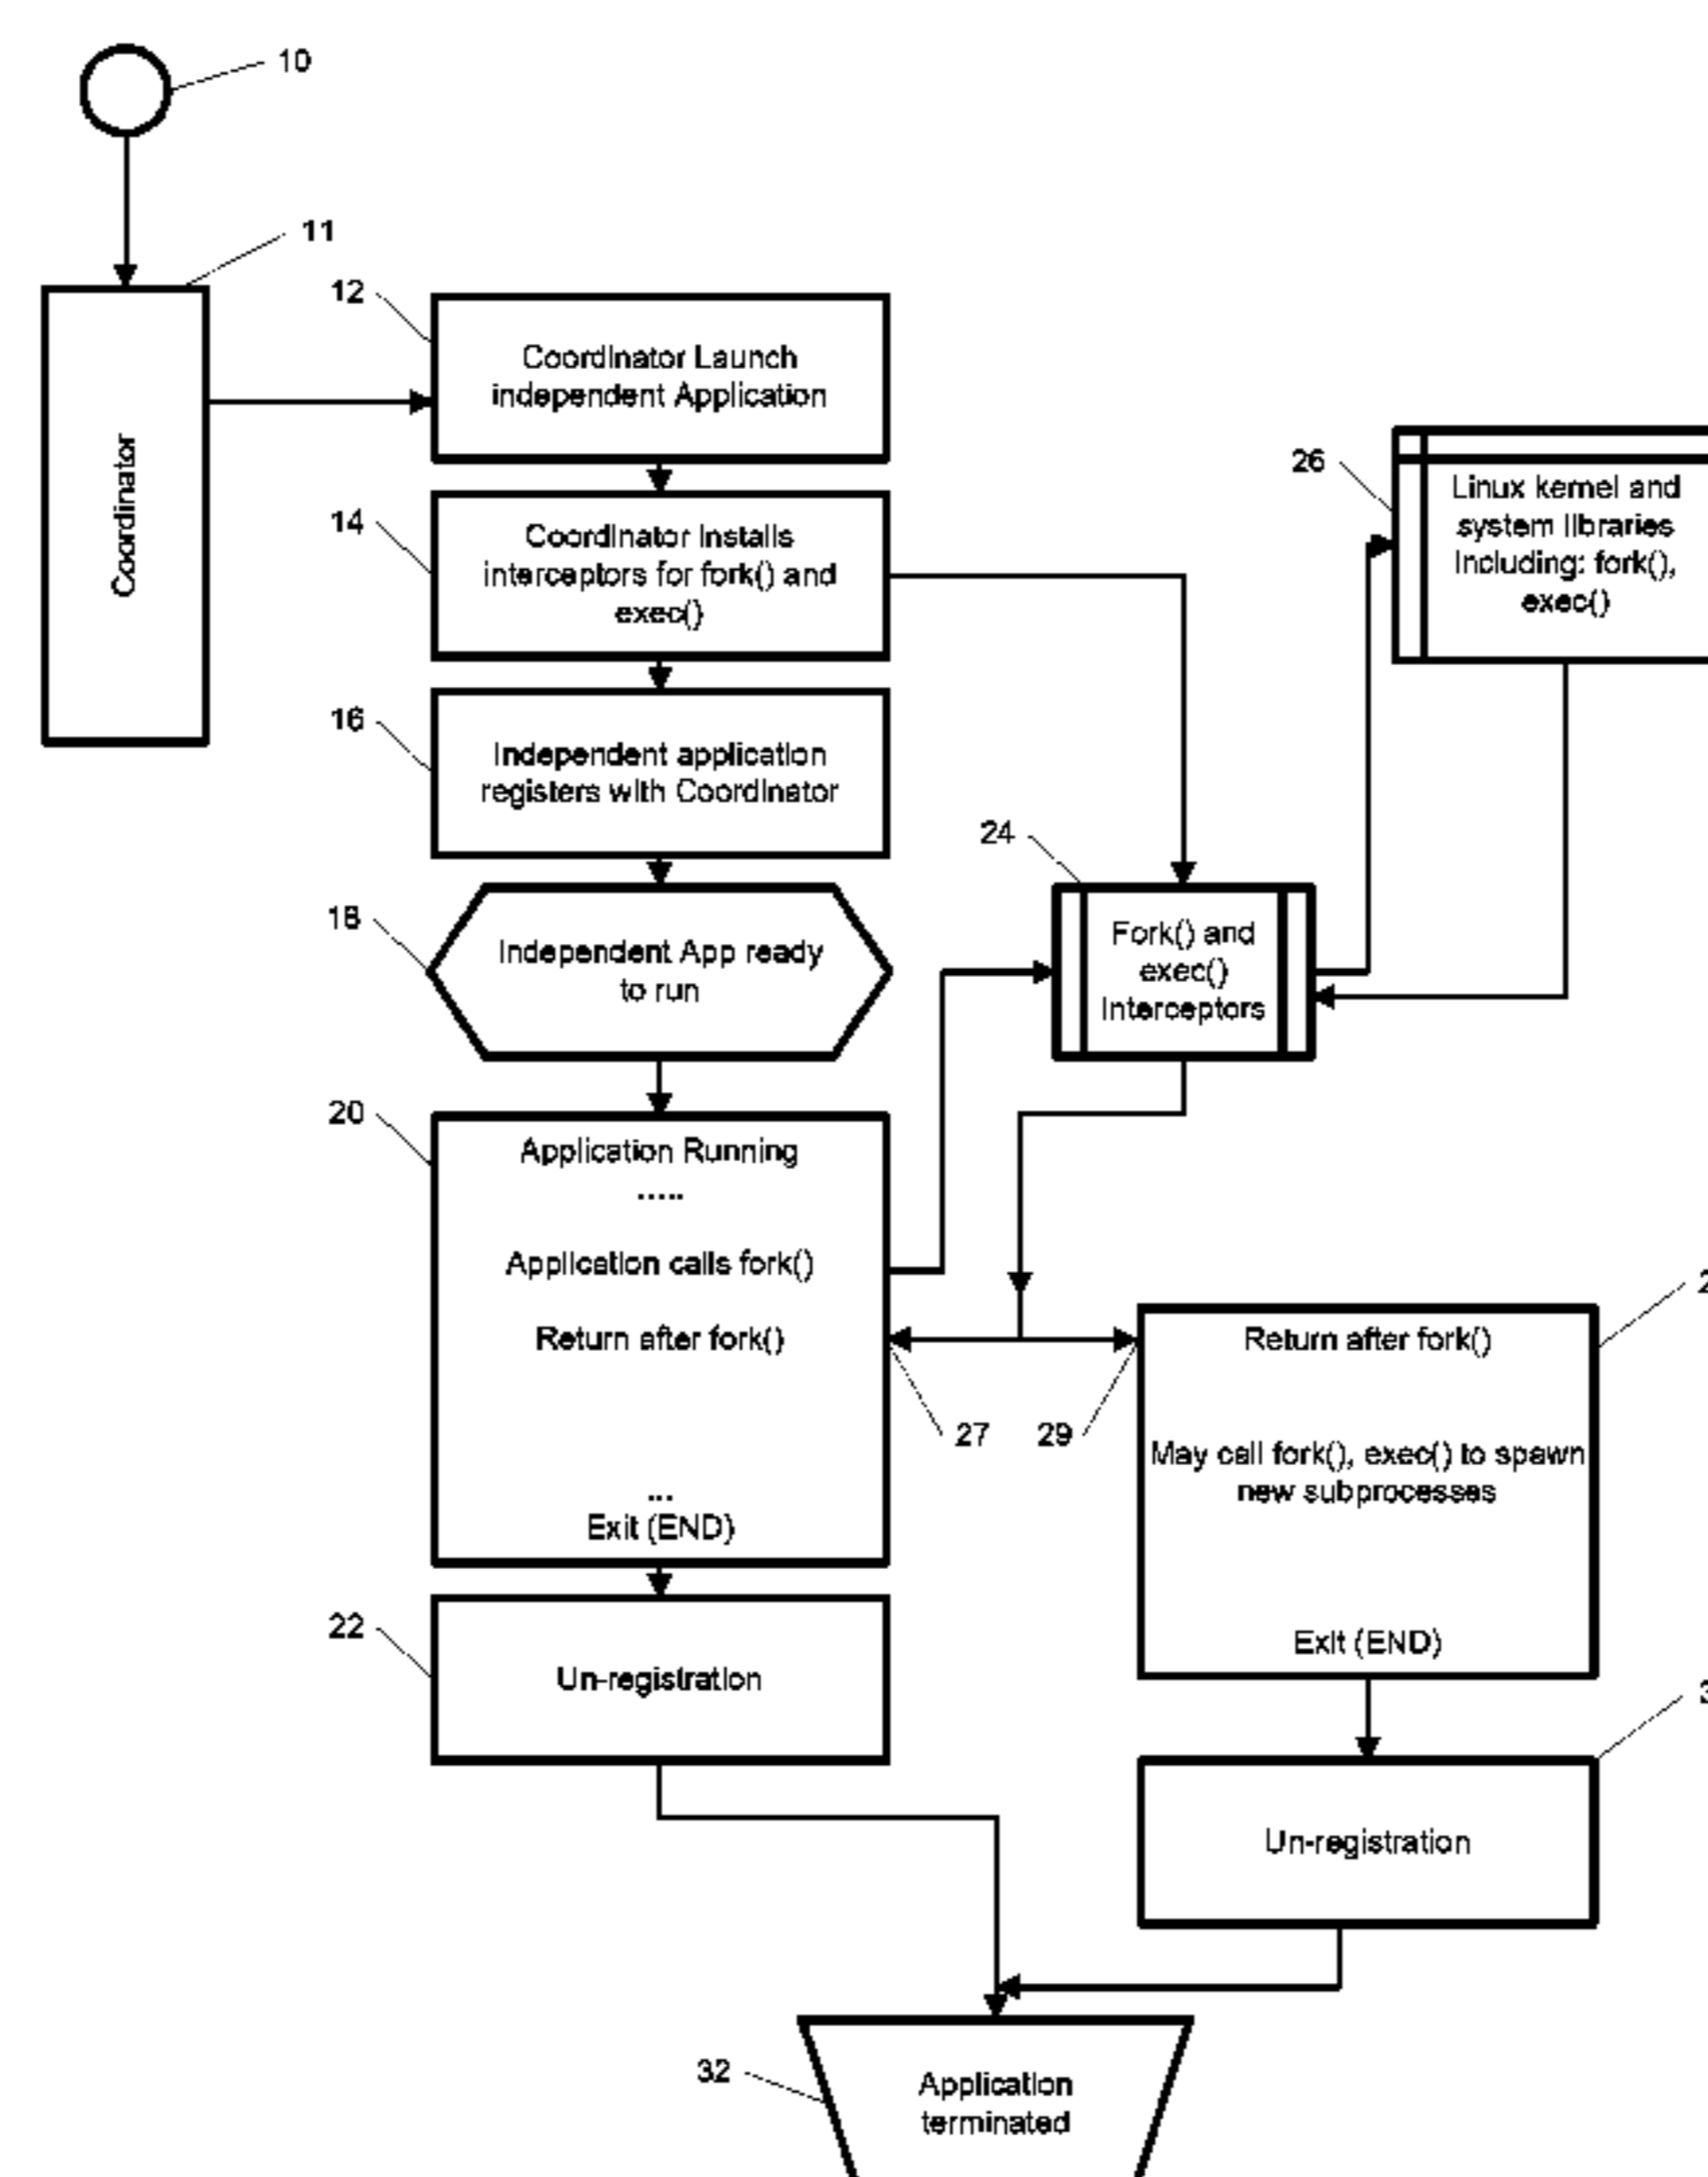 10
11
Coordinator
12
Coordinator Launch
independent Application
14
Coordinator installs
interceptors for fork() and
exec()
16
Independent application
registers with Coordinator
18
Independent App ready
to run
26
Linux kernel and
system libraries
Including: fork(),
exec()
24
Fork() and
exec()
Interceptors
20
Application Running
.....
Application calls fork()
Return after fork()
...
Exit (END)
27
29
2
Return after fork()
May call fork(), exec() to spawn
new subprocesses
Exit (END)
22
Un-registration
3
Un-registration
32
Application
terminated